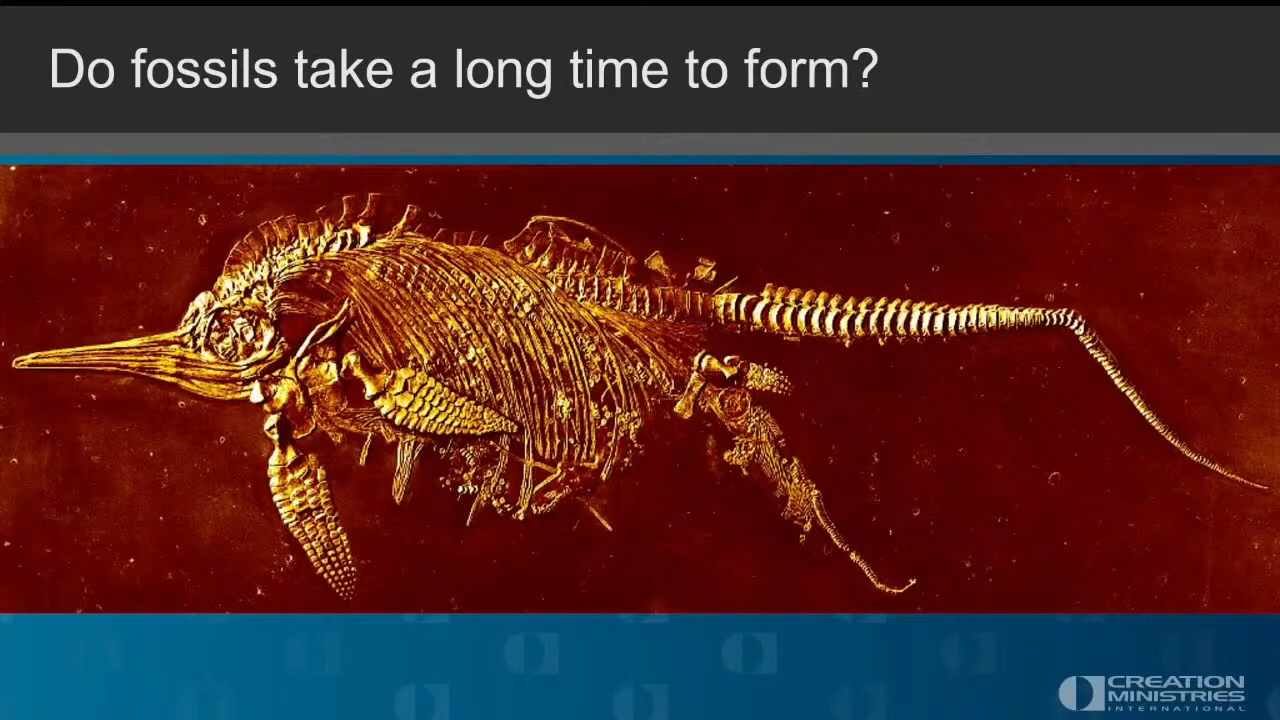 Do fossils take a long time to form?
CREATION
MINISTRIES
INTERNATIONAL